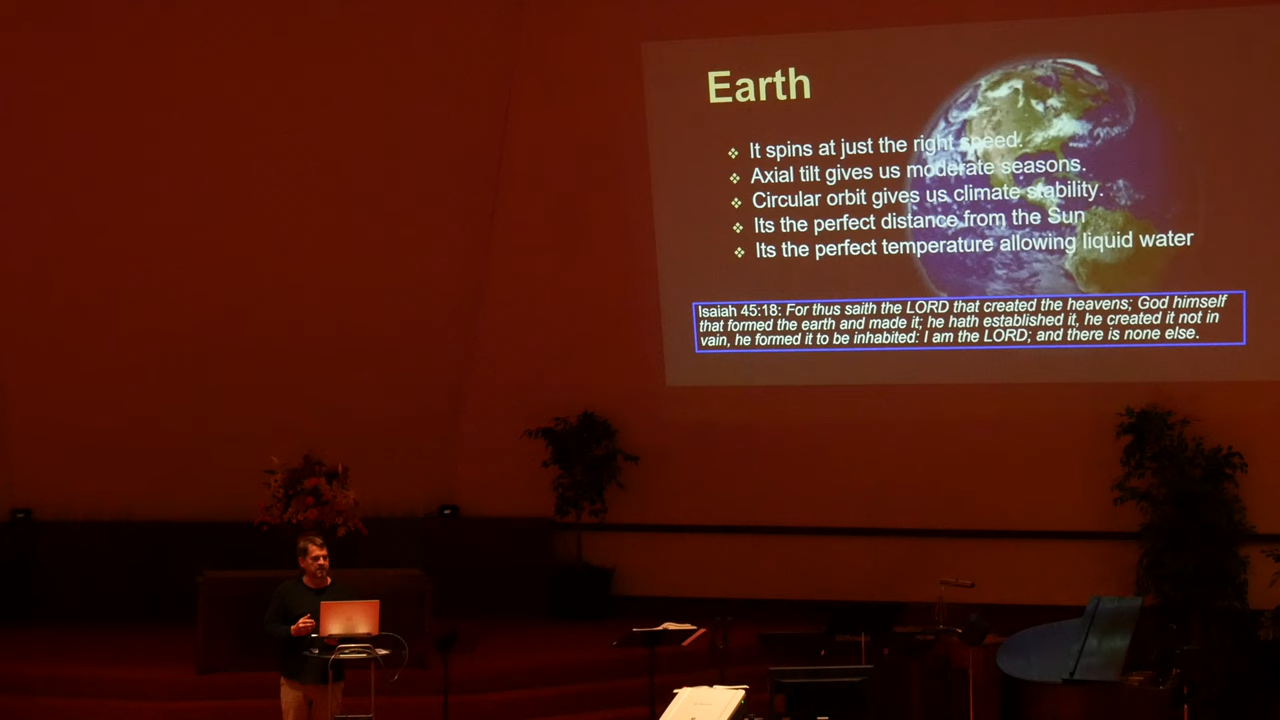 Earth
❖ It spins at just the right speed.
❖ Axial tilt gives us moderate seasons.
❖ Circular orbit gives us climate stability.
❖ Its the perfect distance from the Sun
❖ Its the perfect temperature allowing liquid water
Isaiah 45:18: For thus saith the LORD that created the heavens; God himself
that formed the earth and made it; he hath established it, he created it not in
vain, he formed it to be inhabited: I am the LORD; and there is none else.